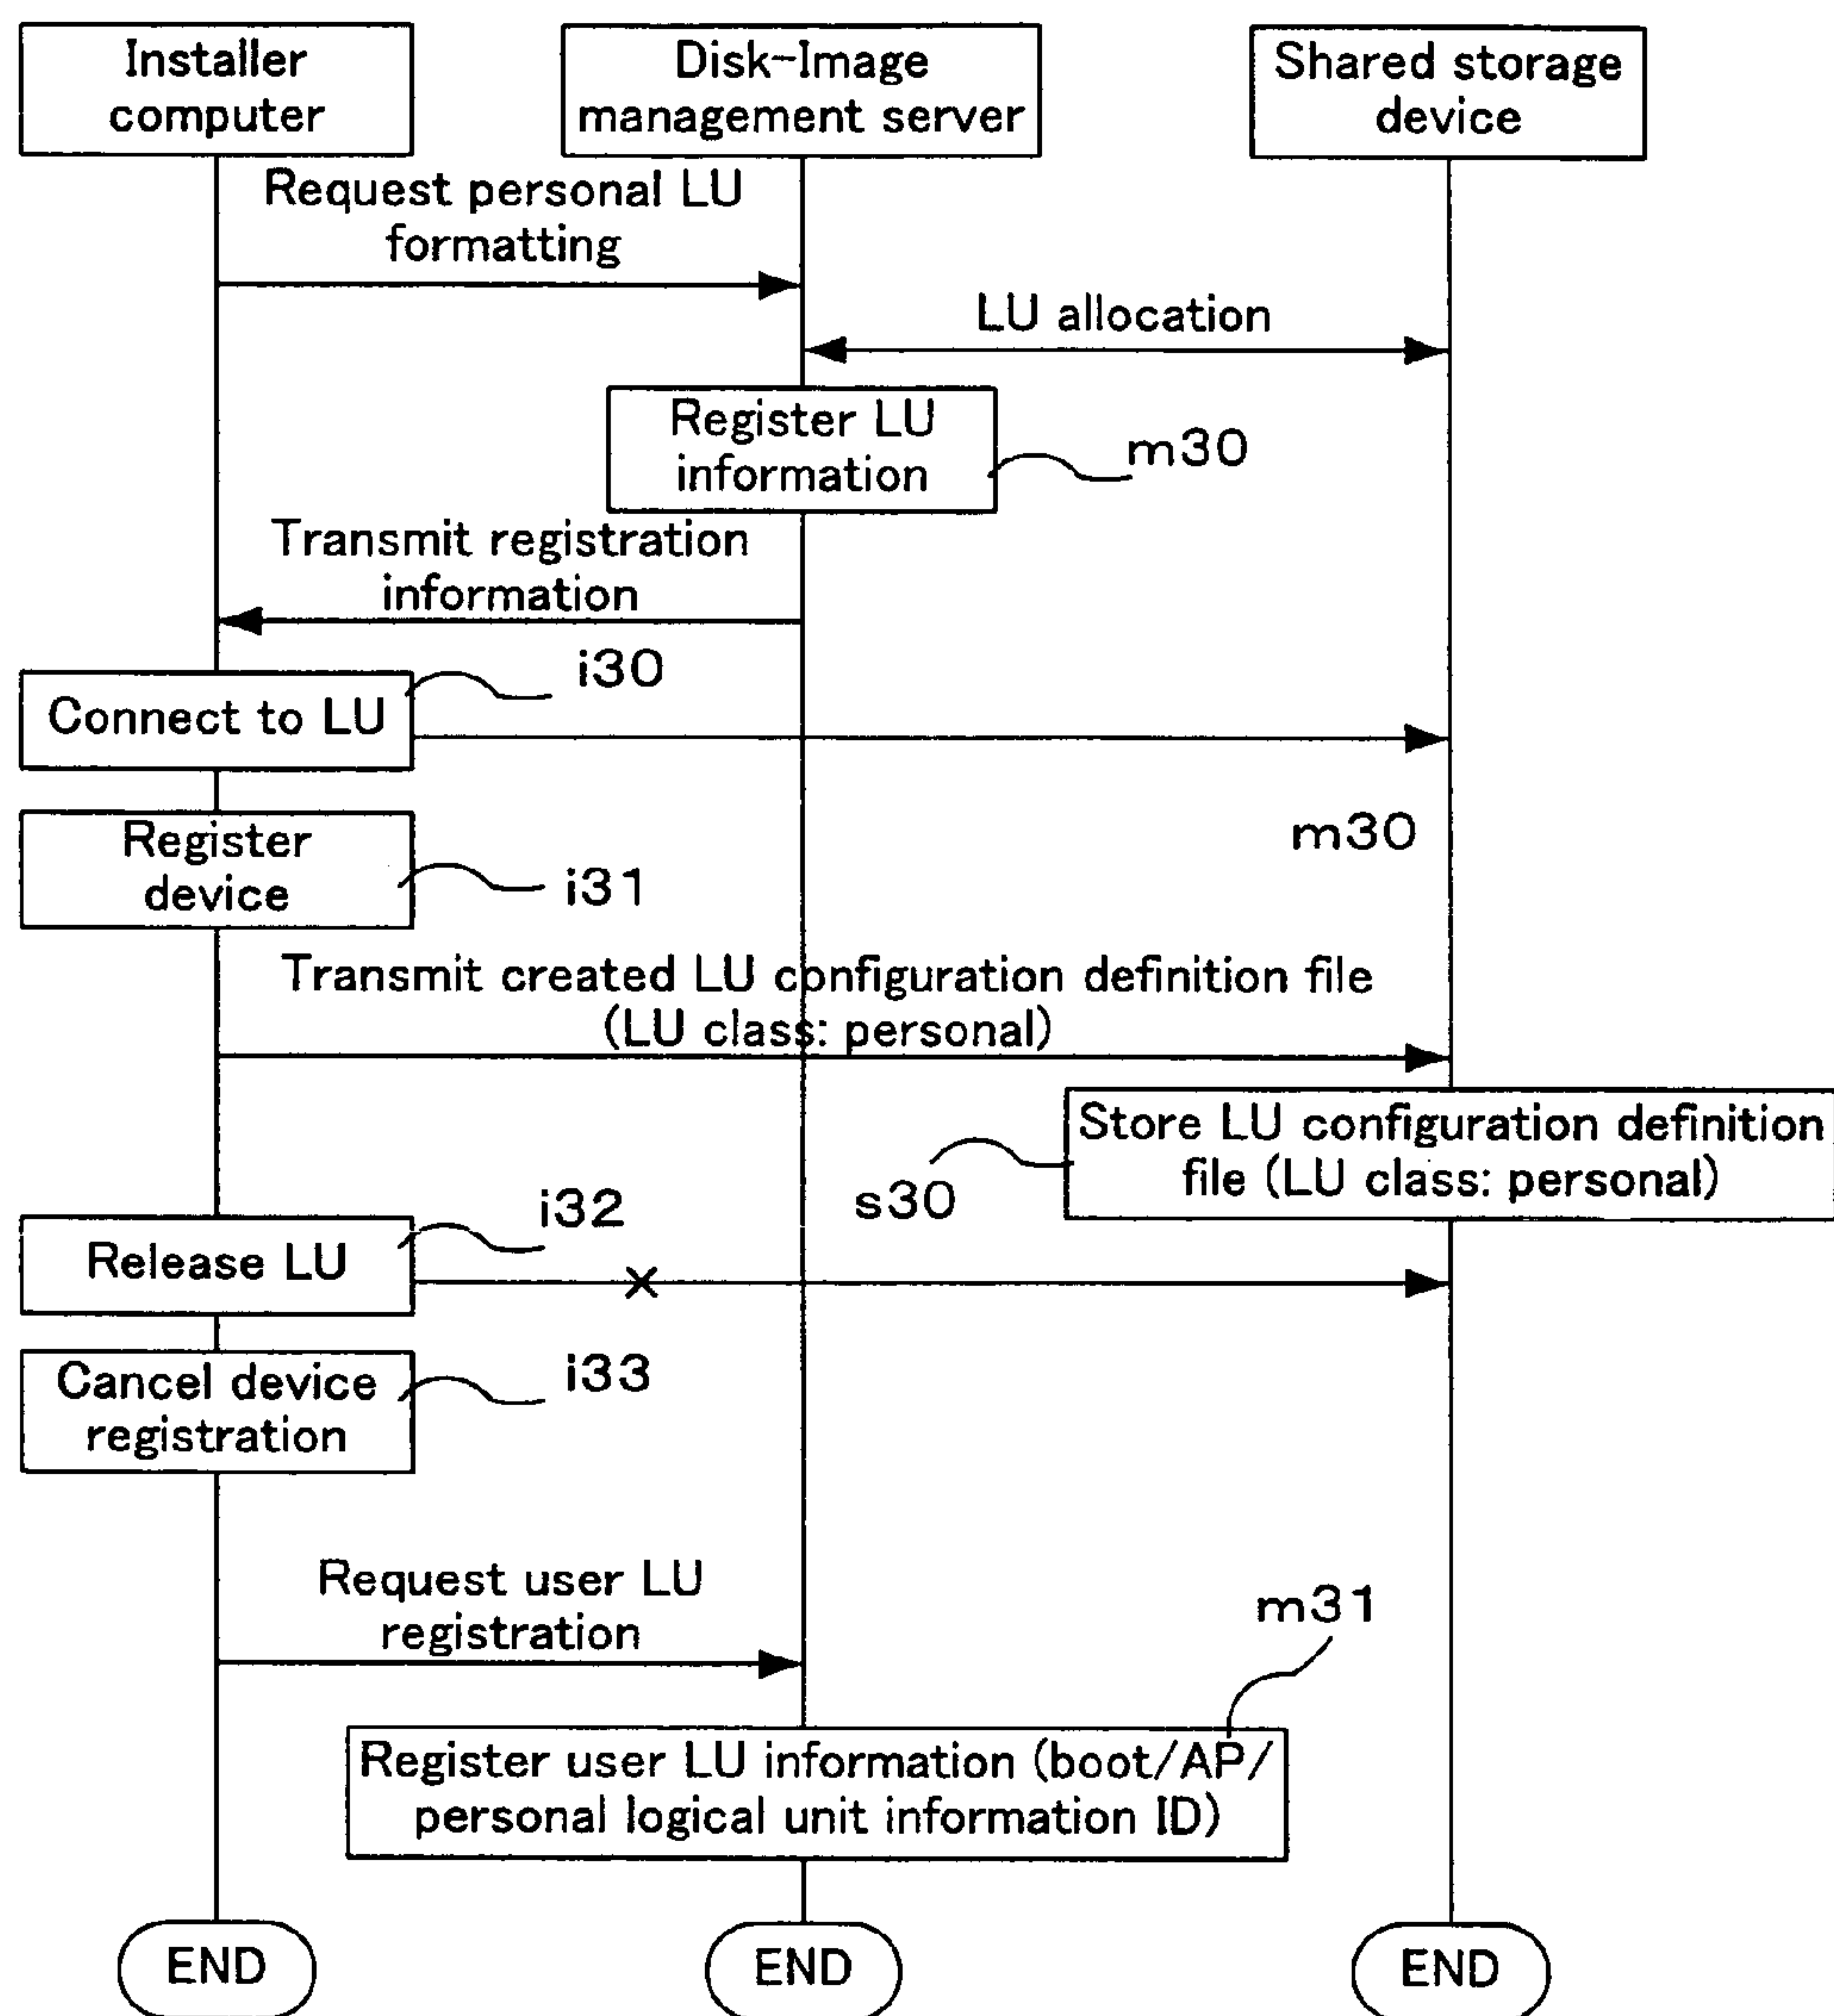 Installer
computer
Disk-Image
management server
Shared storage
device
Request personal LU
formatting
LU allocation
Register LU
information
m30
Transmit registration
information
i30
Connect to LU
m30
Register
device
i31
Transmit created LU configuration definition file
(LU class: personal)
Store LU configuration definition
file (LU class: personal)
s30
i32
Release LU
i33
Cancel device
registration
Request user LU
registration
m31
Register user LU information (boot/AP/
personal logical unit information ID)
END
END
END